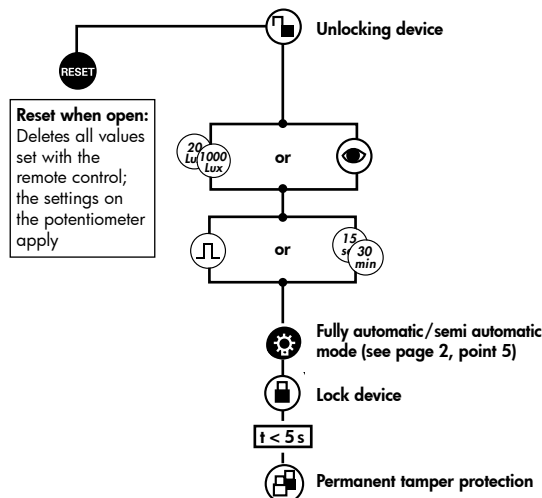 Unlocking device
RESET
Reset when open:
Deletes all values
set with the
remote control;
the settings on
the potentiometer
apply
20
Lu
1000
Lux
or
or
15
s
30
min
Fully automatic/semi automatic
mode (see page 2, point 5)
Lock device
t < 5 s
Permanent tamper protection